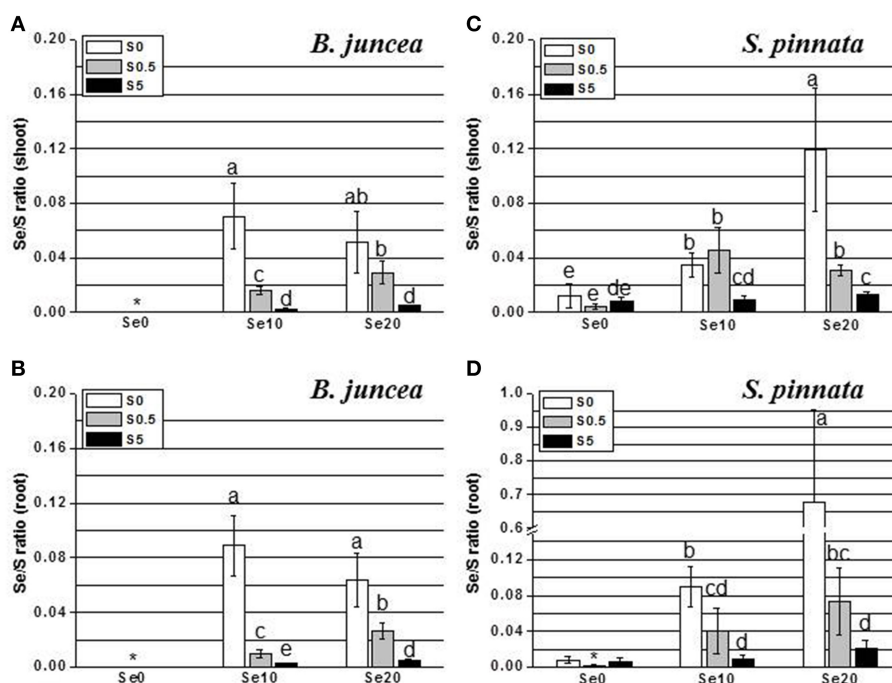 A
B. juncea
S0
S0.5
S5
Se/S ratio (shoot)
0.20
0.16
0.12
0.08
0.04
0.00
a
c
d
ab
b
d
*
Se0
Se10
Se20
C
S. pinnata
S0
S0.5
S5
Se/S ratio (shoot)
0.20
0.16
0.12
0.08
0.04
0.00
e
e
de
b
b
cd
a
b
c
Se0
Se10
Se20
B
B. juncea
S0
S0.5
S5
Se/S ratio (root)
0.20
0.16
0.12
0.08
0.04
0.00
*
a
c
e
a
b
d
Se0
Se10
Se20
D
S. pinnata
S0
S0.5
S5
Se/S ratio (root)
1.0
0.9
0.8
0.7
0.6
0.12
0.08
0.04
0.00
*
b
cd
d
a
bc
d
Se0
Se10
Se20